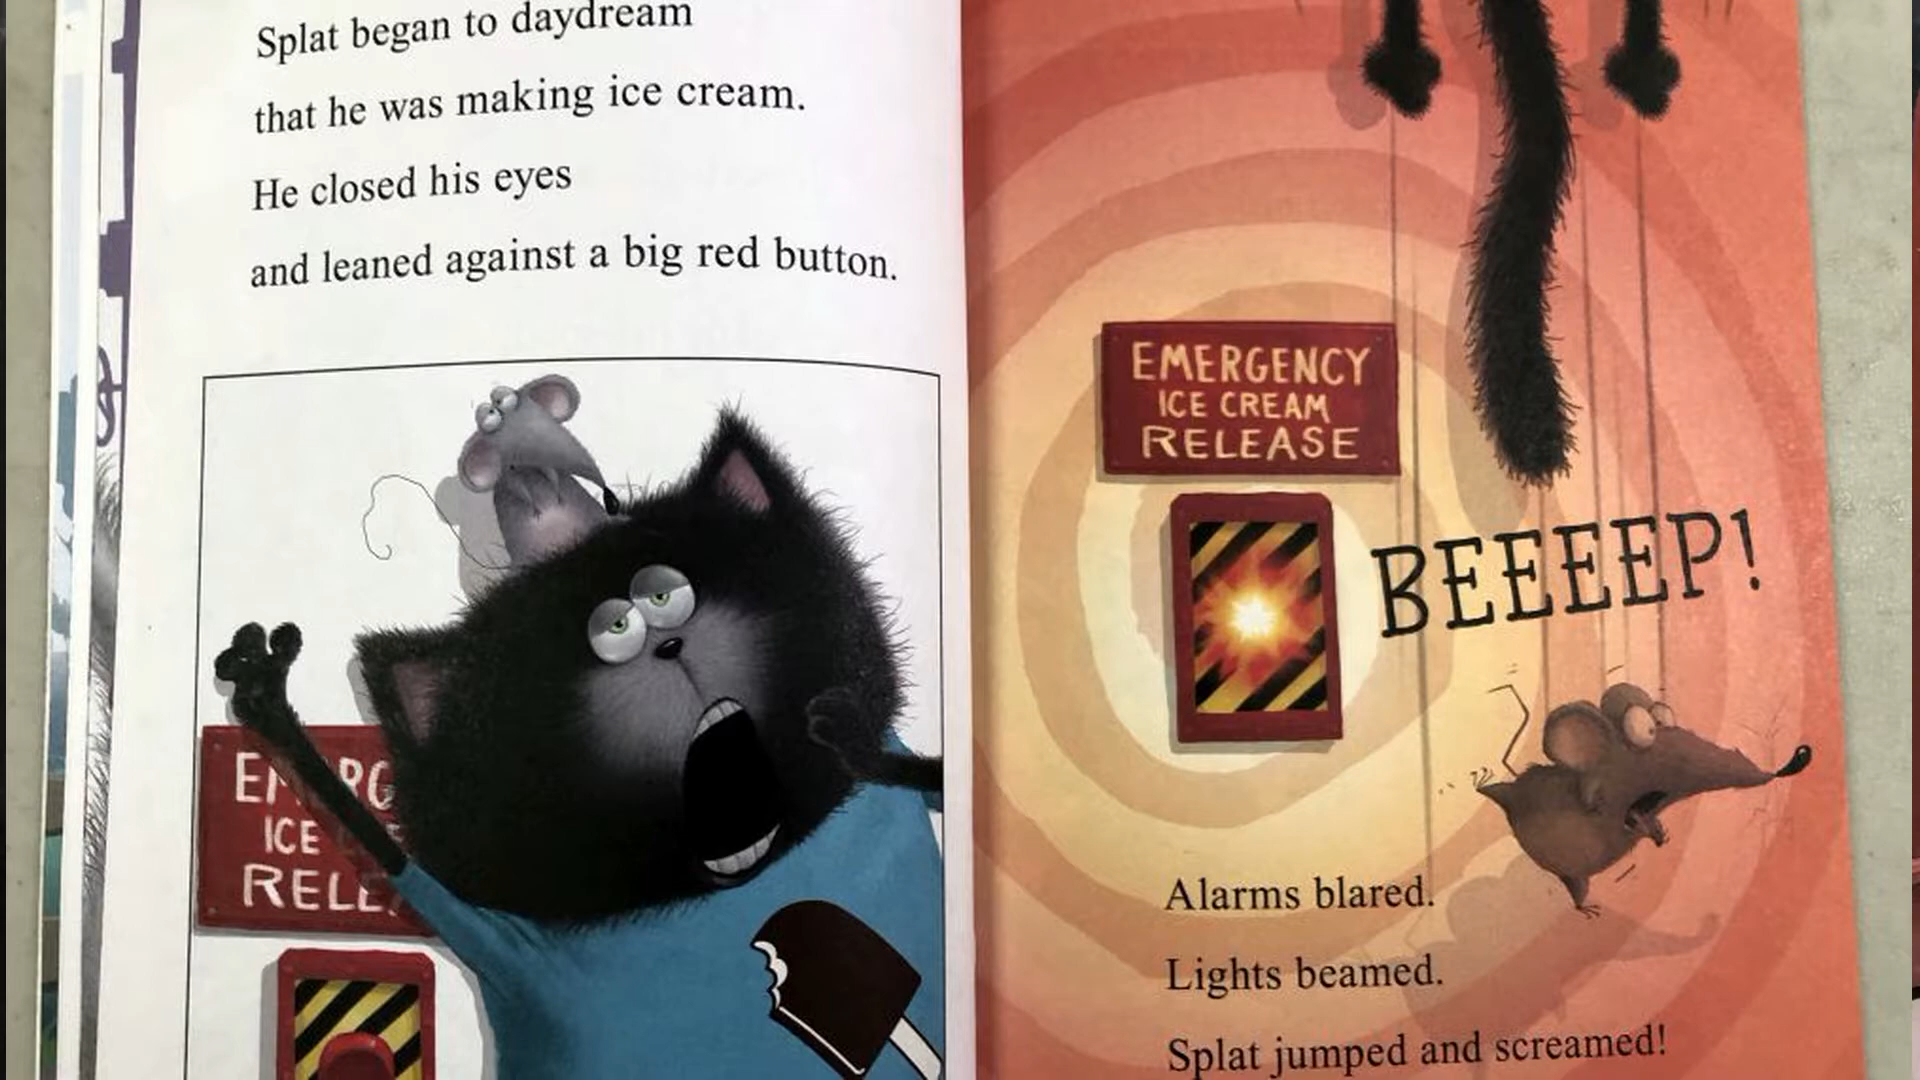 Splat began to daydream
that he was making ice cream.
He closed his eyes
and leaned against a big red button.
ICE
EMERGENCY
ICE CREAM
RELEASE
BEEEEP!
Alarms blared.
Lights beamed.
Splat jumped and screamed!